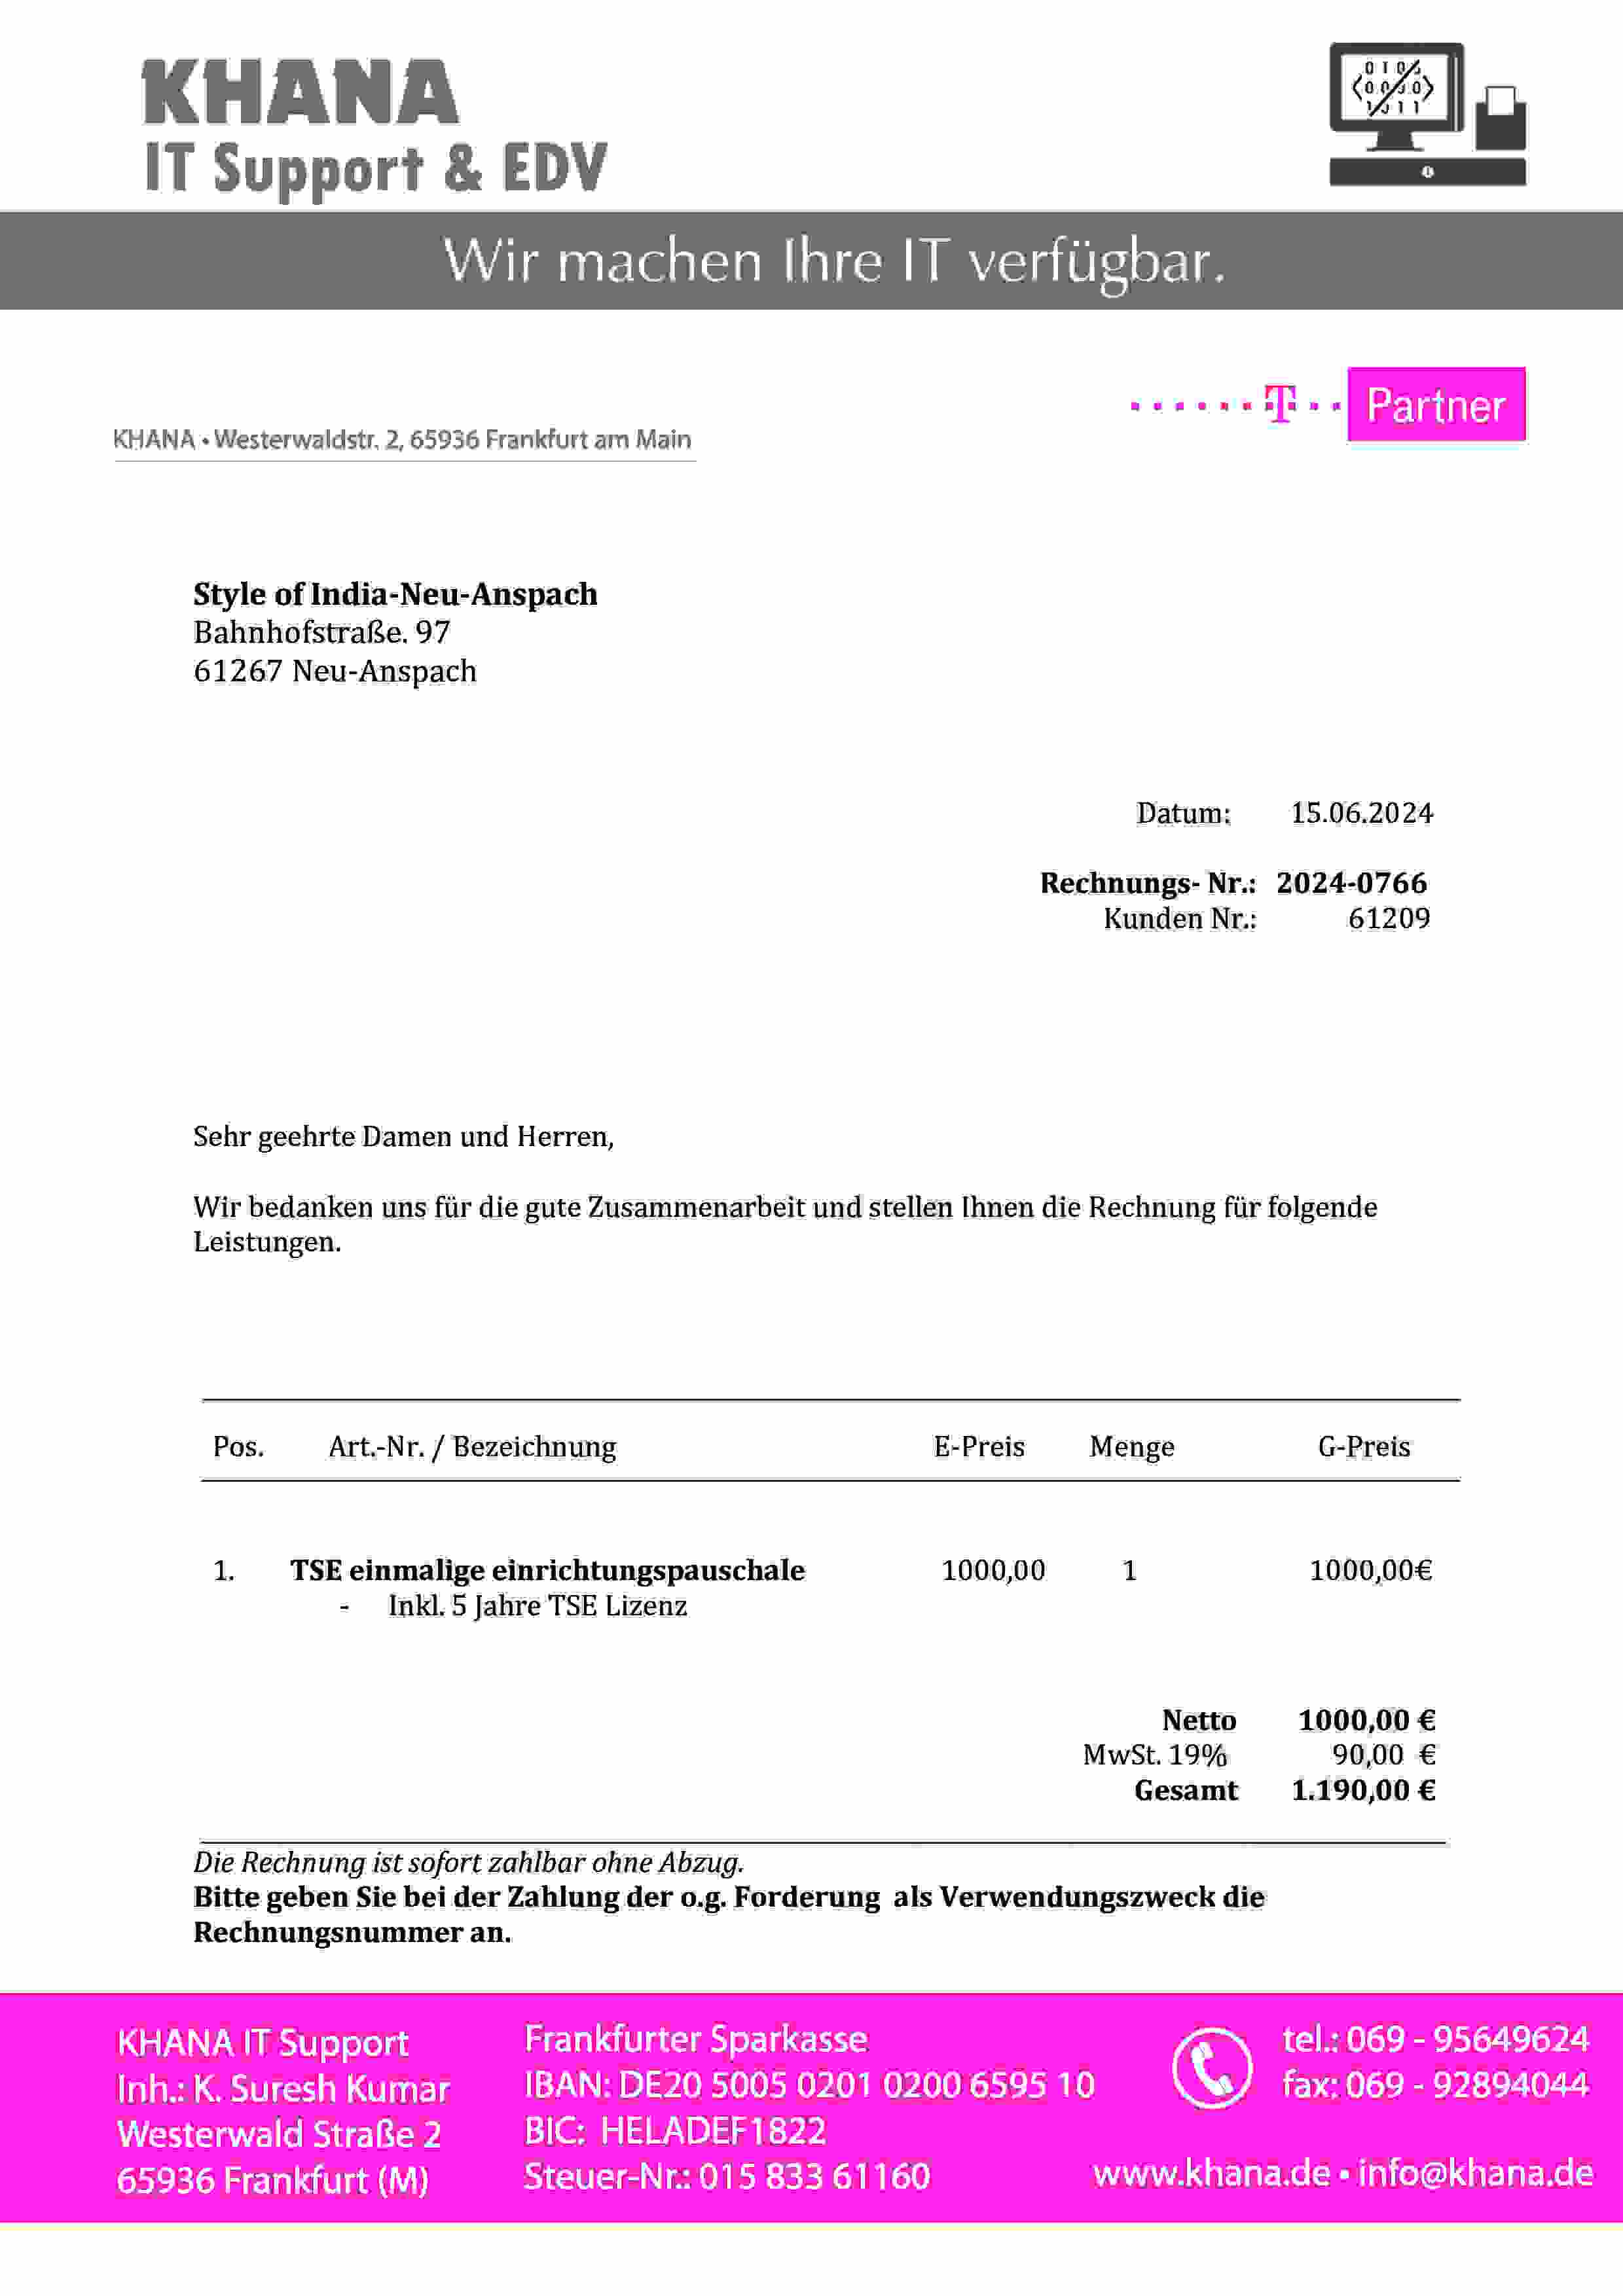 KHANA
IT Support & EDV
Wir machen Ihre IT verfügbar.
T Partner
KHANA • Westerwaldstr. 2, 65936 Frankfurt am Main
Style of India-Neu-Anspach
Bahnhofstraße. 97
61267 Neu-Anspach
Datum: 15.06.2024
Rechnungs- Nr.: 2024-0766
Kunden Nr.: 61209
Sehr geehrte Damen und Herren,
Wir bedanken uns für die gute Zusammenarbeit und stellen Ihnen die Rechnung für folgende
Leistungen.
Pos. Art.-Nr. / Bezeichnung E-Preis Menge G-Preis
1. TSE einmalige einrichtungspauschale 1000,00 1 1000,00€
- Inkl. 5 Jahre TSE Lizenz
Netto 1000,00 €
MwSt. 19% 90,00 €
Gesamt 1.190,00 €
Die Rechnung ist sofort zahlbar ohne Abzug.
Bitte geben Sie bei der Zahlung der o.g. Forderung als Verwendungszweck die
Rechnungsnummer an.
KHANA IT Support
Inh.: K. Suresh Kumar
Westerwald Straße 2
65936 Frankfurt (M)
Frankfurter Sparkasse
IBAN: DE20 5005 0201 0200 6595 10
BIC: HELADEF1822
Steuer-Nr.: 015 833 61160
tel.: 069 - 95649624
fax: 069 - 92894044
www.khana.de • info@khana.de